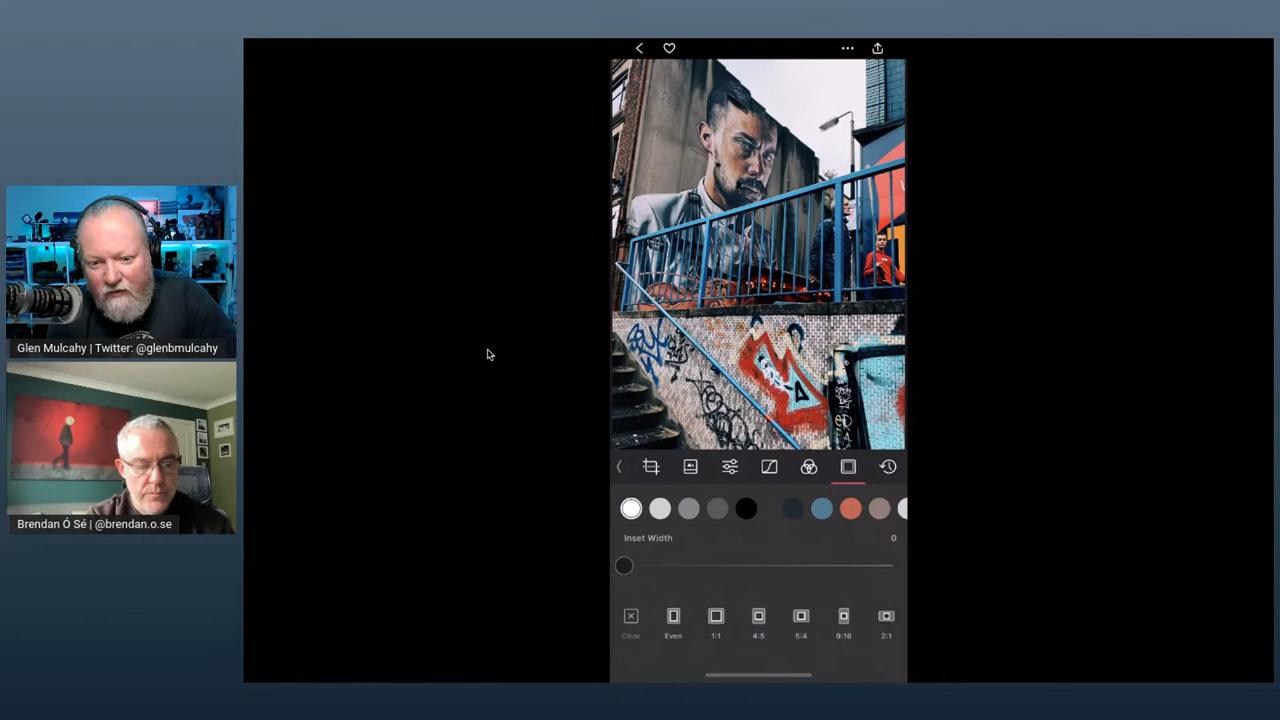 Glen Mulcahy | Twitter: @glenbmulcahy
Brendan Ó Sé | @brendan.o.se
Inset Width 0
Clear Even 1:1 4:5 5:4 9:16 2:1